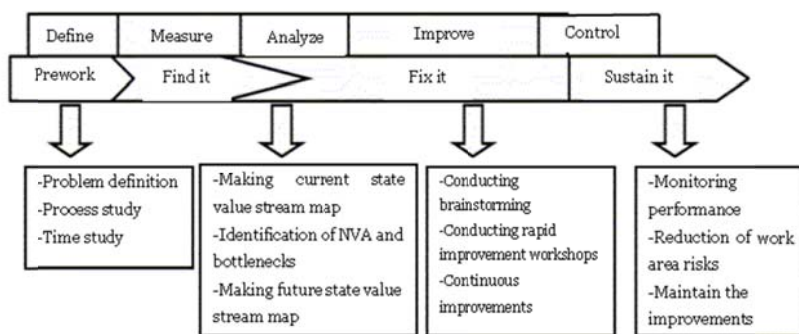 Define Measure Analyze Improve Control
Prework Find it Fix it Sustain it
-Problem definition
-Process study
-Time study
-Making current state
value stream map
-Identification of NVA and
bottlenecks
-Making future state value
stream map
-Conducting
brainstorming
-Conducting rapid
improvement workshops
-Continuous
improvements
-Monitoring
performance
-Reduction of work
area risks
-Maintain the
improvements